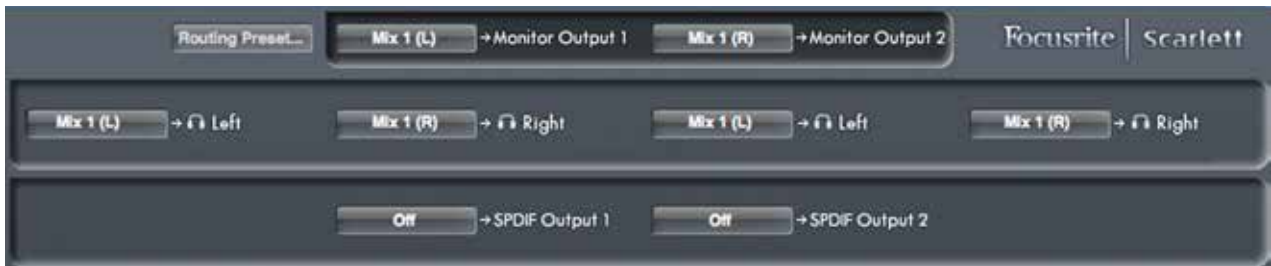 Routing Preset... Mix 1 (L) →Monitor Output 1 Mix 1 (R) →Monitor Output 2 Focusrite | Scarlett
Mix 1 (L) → Left Mix 1 (R) → Right Mix 1 (L) → Left Mix 1 (R) → Right
Off →SPDIF Output 1 Off →SPDIF Output 2